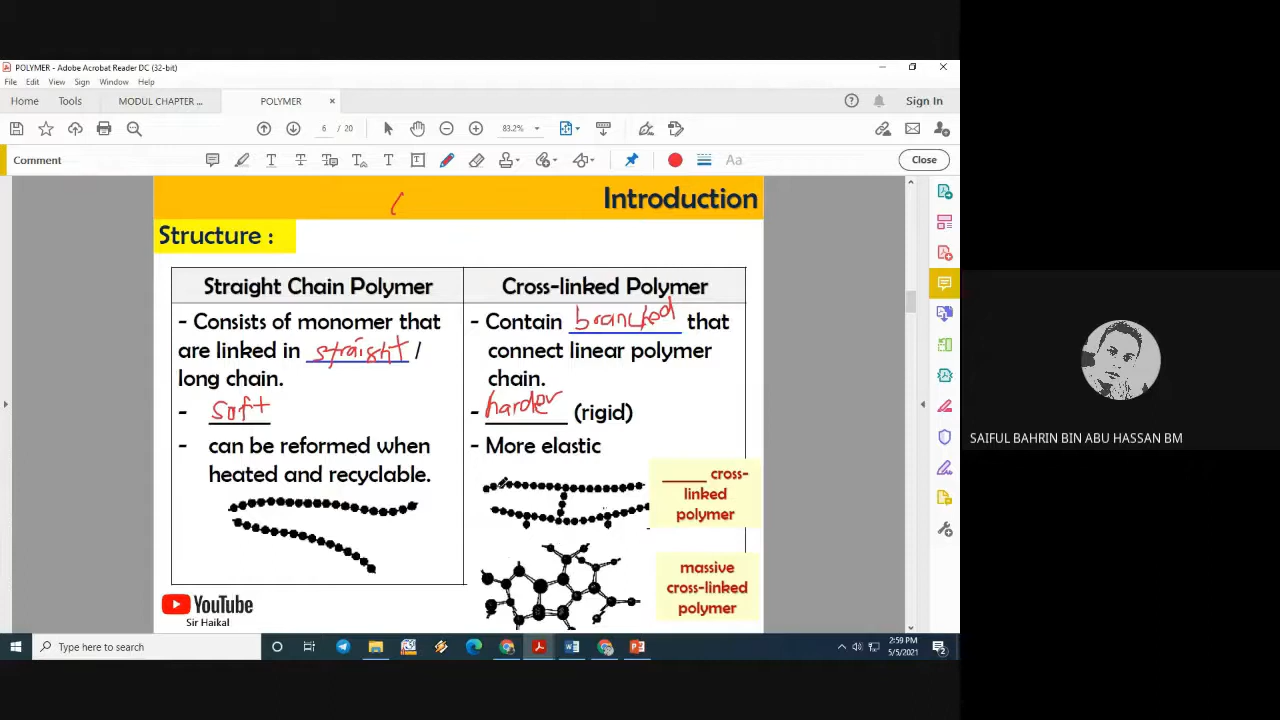 POLYMER - Adobe Acrobat Reader DC (32-bit)
File Edit View Sign Window Help
Home Tools MODUL CHAPTER ... POLYMER × Sign In
6 / 20 83.2%
Comment Aa Close
Introduction
Structure :
Straight Chain Polymer
- Consists of monomer that
are linked in straight /
long chain.
- soft
- can be reformed when
heated and recyclable.
Cross-linked Polymer
- Contain branched that
connect linear polymer
chain.
- harder (rigid)
- More elastic
_____ cross-
linked
polymer
massive
cross-linked
polymer
YouTube
Sir Haikal
SAIFUL BAHRIN BIN ABU HASSAN BM
Type here to search
2:59 PM
5/5/2021
2